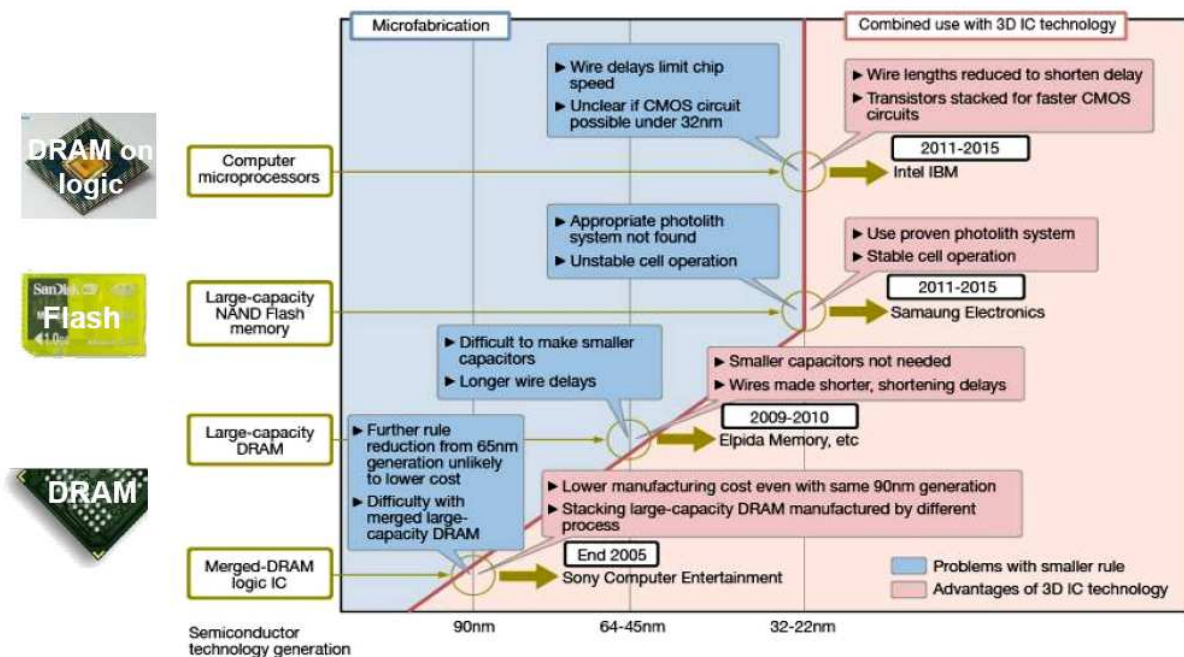 Microfabrication
Combined use with 3D IC technology
► Wire delays limit chip
speed
► Unclear if CMOS circuit
possible under 32nm
► Wire lengths reduced to shorten delay
► Transistors stacked for faster CMOS
circuits
DRAM on
logic
Computer
microprocessors
2011-2015
Intel IBM
► Appropriate photolith
system not found
► Unstable cell operation
► Use proven photolith system
► Stable cell operation
SanDisk
Flash
1.0
Large-capacity
NAND Flash
memory
2011-2015
Samaung Electronics
► Difficult to make smaller
capacitors
► Longer wire delays
► Smaller capacitors not needed
► Wires made shorter, shortening delays
Large-capacity
DRAM
2009-2010
Elpida Memory, etc
► Further rule
reduction from 65nm
generation unlikely
to lower cost
► Difficulty with
merged large-
capacity DRAM
► Lower manufacturing cost even with same 90nm generation
► Stacking large-capacity DRAM manufactured by different
process
DRAM
Merged-DRAM
logic IC
End 2005
Sony Computer Entertainment
Problems with smaller rule
Advantages of 3D IC technology
Semiconductor
technology generation
90nm
64-45nm
32-22nm